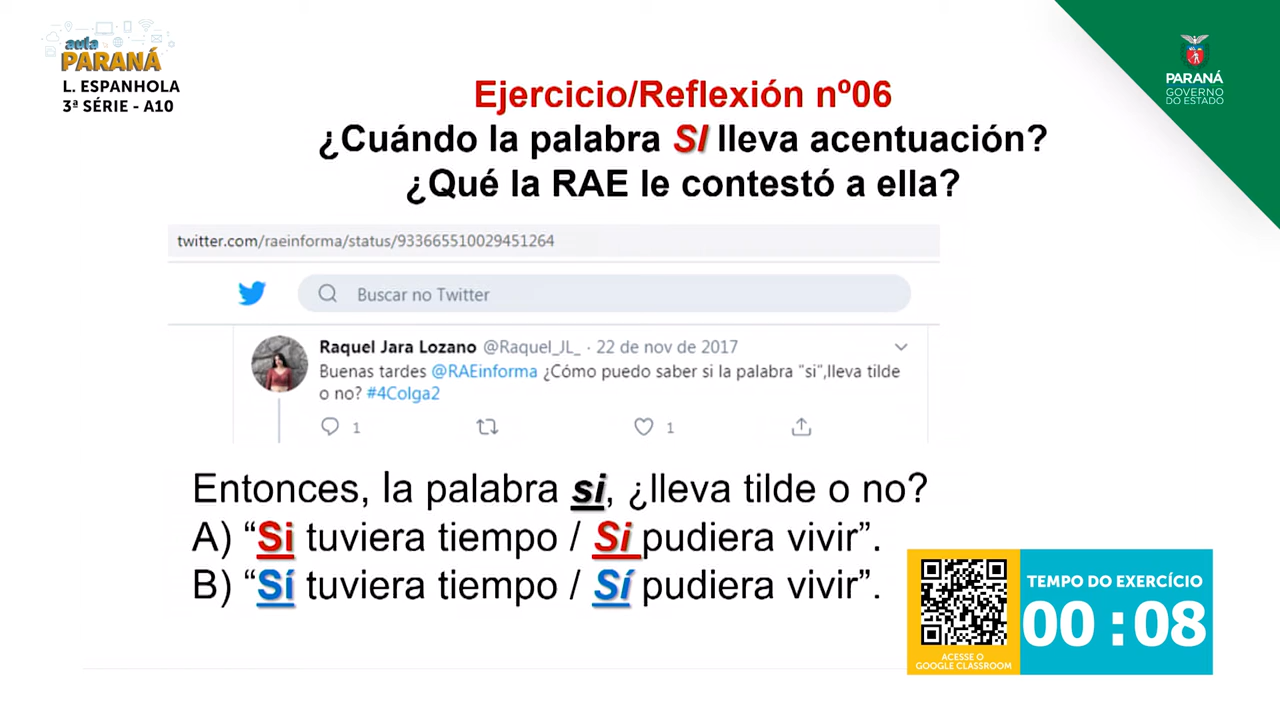 aula
PARANÁ
L. ESPANHOLA
3ª SÉRIE - A10
PARANÁ
GOVERNO
DO ESTADO
Ejercicio/Reflexión nº06
¿Cuándo la palabra SI lleva acentuación?
¿Qué la RAE le contestó a ella?
twitter.com/raeinforma/status/933665510029451264
Buscar no Twitter
Raquel Jara Lozano @Raquel_JL_ · 22 de nov de 2017
Buenas tardes @RAEinforma ¿Cómo puedo saber si la palabra "si",lleva tilde
o no? #4Colga2
1 1
Entonces, la palabra si, ¿lleva tilde o no?
A) “Si tuviera tiempo / Si pudiera vivir”.
B) “Sí tuviera tiempo / Sí pudiera vivir”.
TEMPO DO EXERCÍCIO
00 : 08
ACESSE O
GOOGLE CLASSROOM